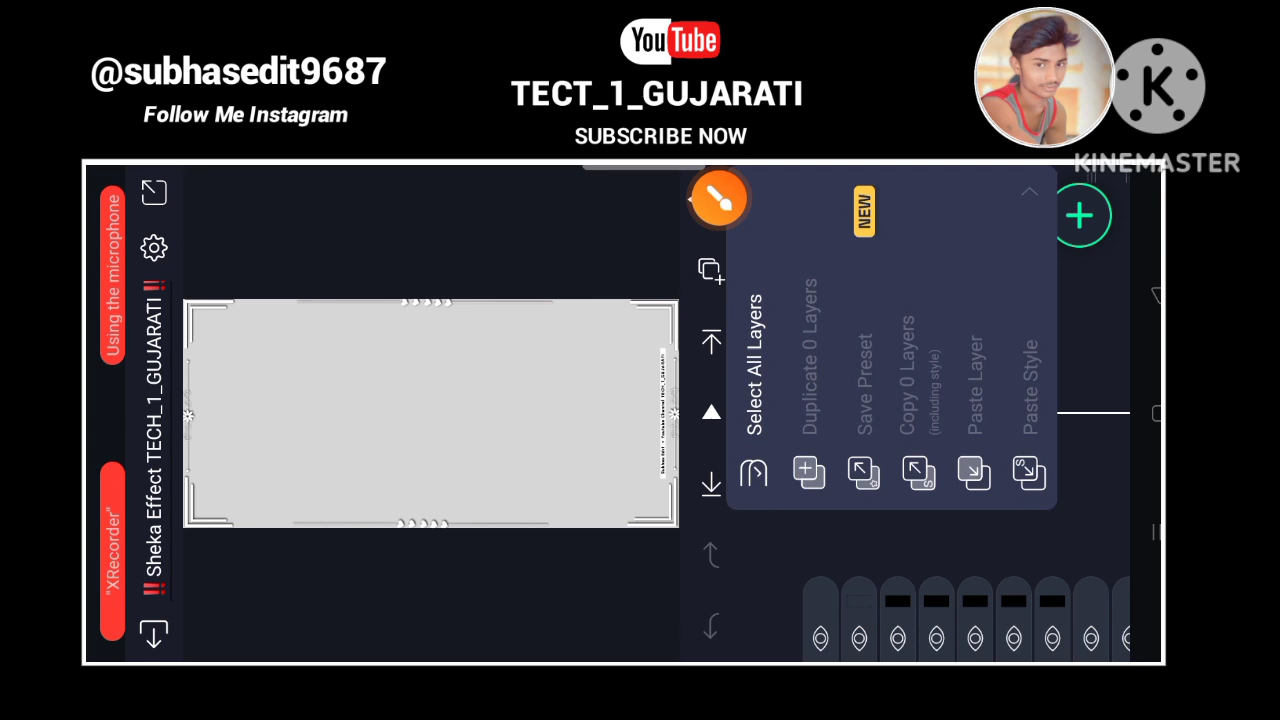 @subhasedit9687
Follow Me Instagram
YouTube
TECT_1_GUJARATI
SUBSCRIBE NOW
K
KINEMASTER
"XRecorder"
Using the microphone
!! Sheka Effect TECH_1_GUJARATI !!
Select All Layers
Duplicate 0 Layers
Save Preset
NEW
Copy 0 Layers
(including style)
Paste Layer
Paste Style